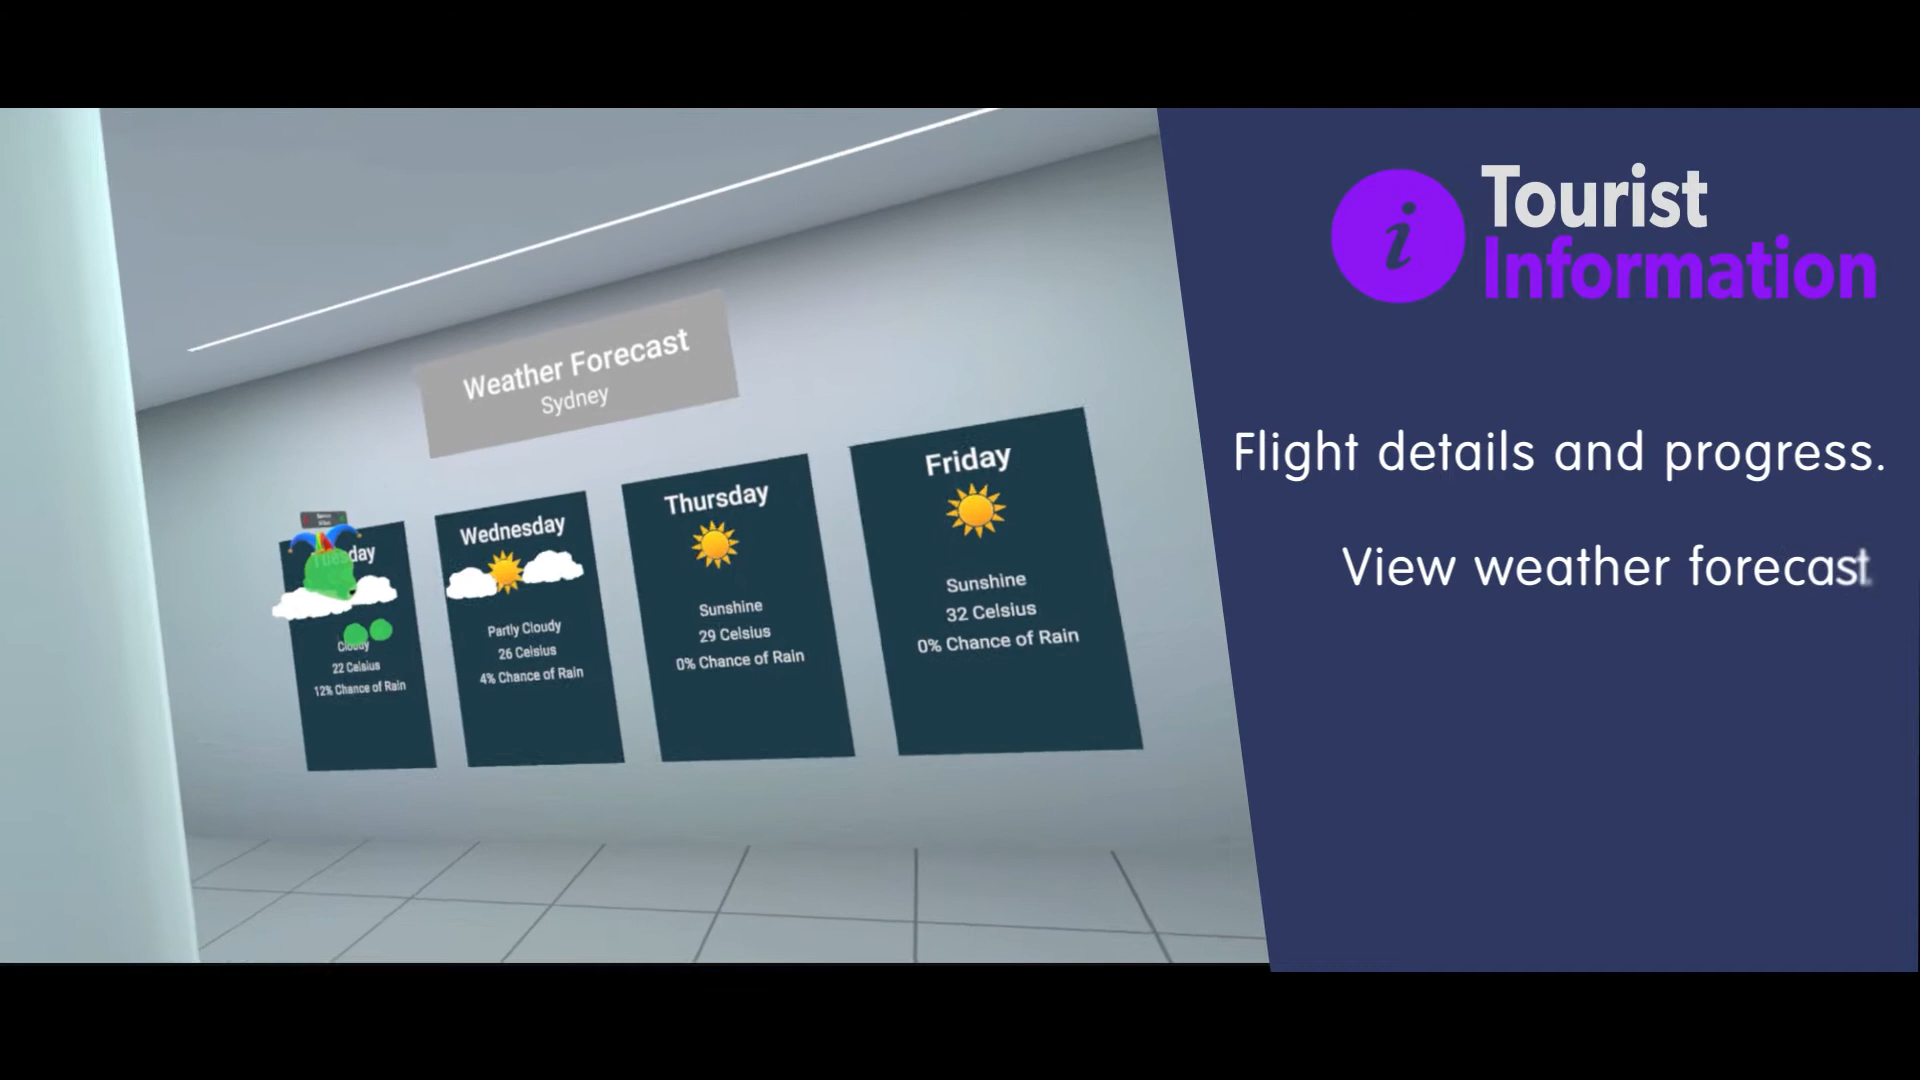 Tourist
Information
Flight details and progress.
View weather forecast
Weather Forecast
Sydney
Tuesday
Cloudy
22 Celsius
12% Chance of Rain
Wednesday
Partly Cloudy
26 Celsius
4% Chance of Rain
Thursday
Sunshine
29 Celsius
0% Chance of Rain
Friday
Sunshine
32 Celsius
0% Chance of Rain